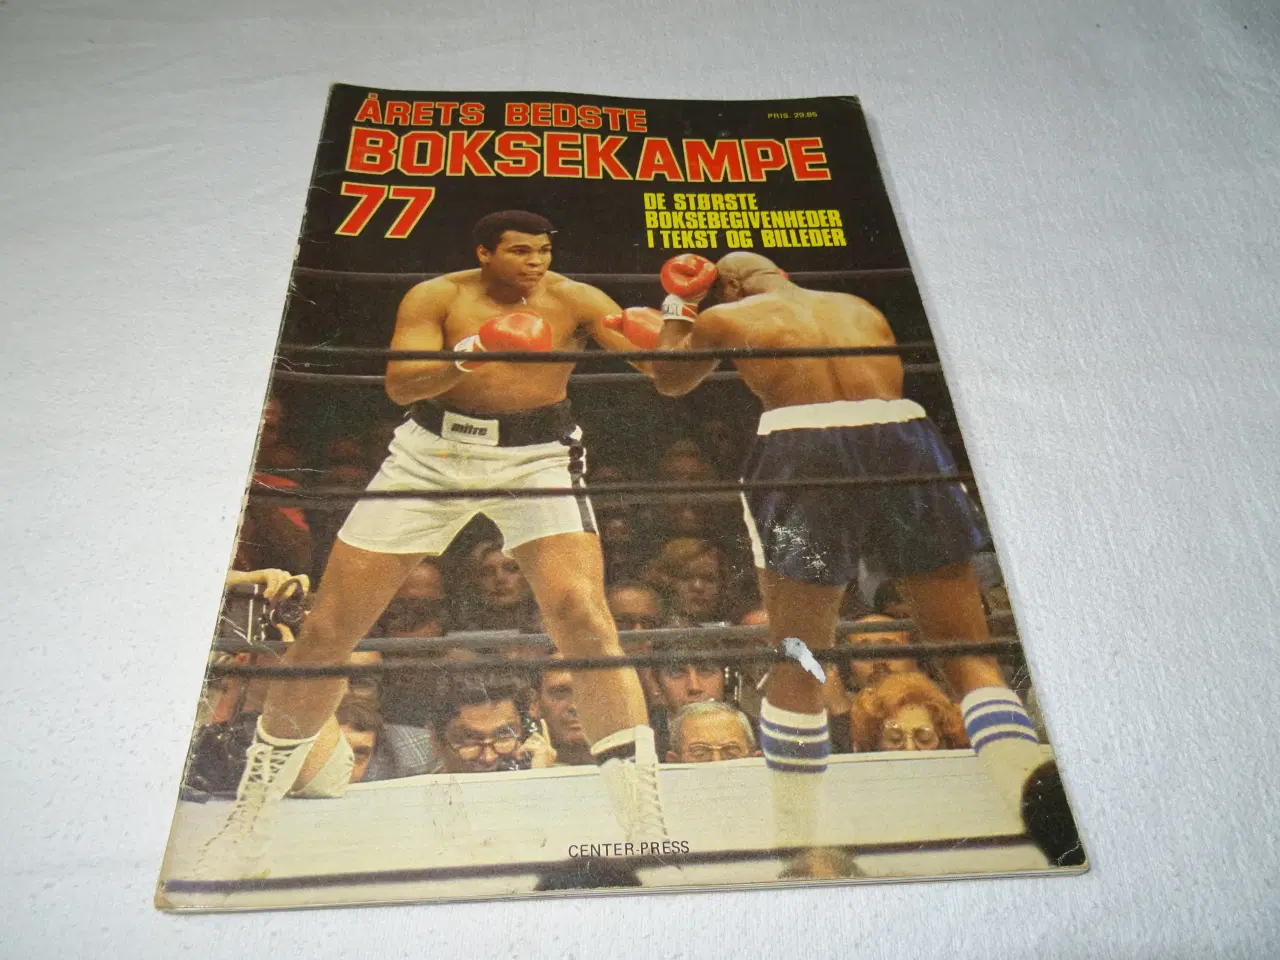 ÅRETS BEDSTE
PRIS. 29.85
BOKSEKAMPE
77
DE STØRSTE
BOKSEBEGIVENHEDER
I TEKST OG BILLEDER
mitre
CENTER-PRESS